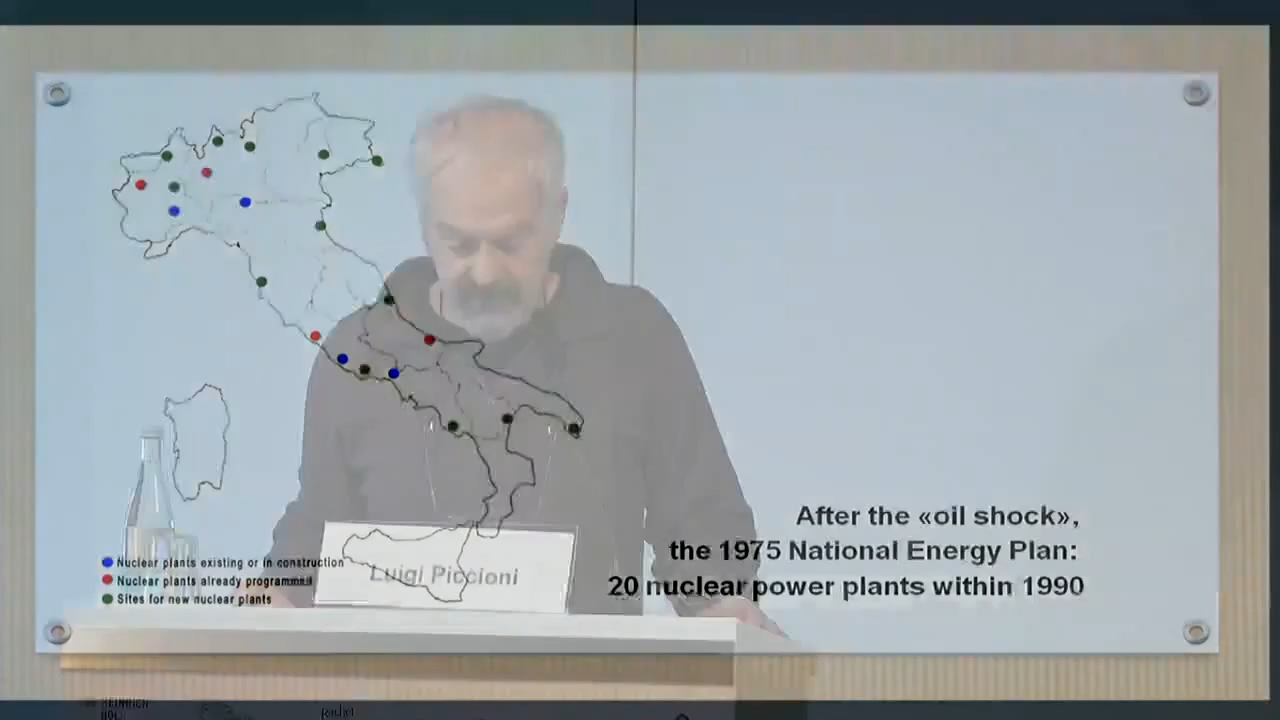 After the «oil shock»,
the 1975 National Energy Plan:
20 nuclear power plants within 1990
Nuclear plants existing or in construction
Nuclear plants already programmed
Sites for new nuclear plants
Luigi Piccioni
HEINRICH